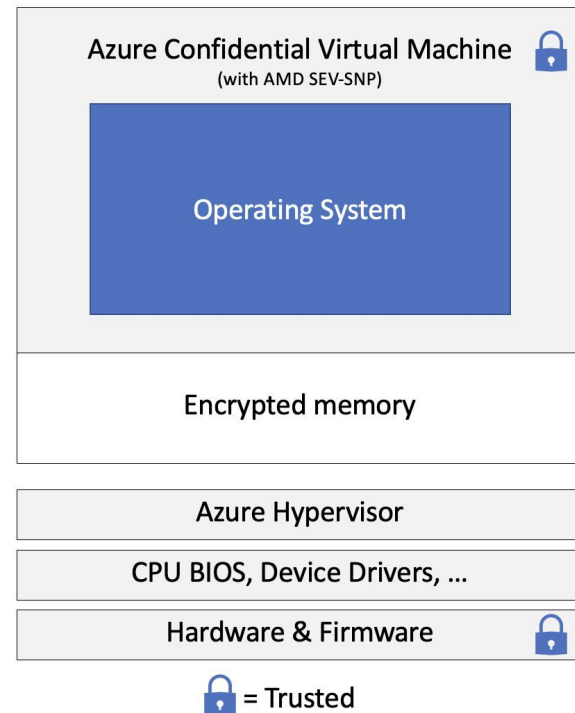 Azure Confidential Virtual Machine
(with AMD SEV-SNP)
Operating System
Encrypted memory
Azure Hypervisor
CPU BIOS, Device Drivers, ...
Hardware & Firmware
= Trusted